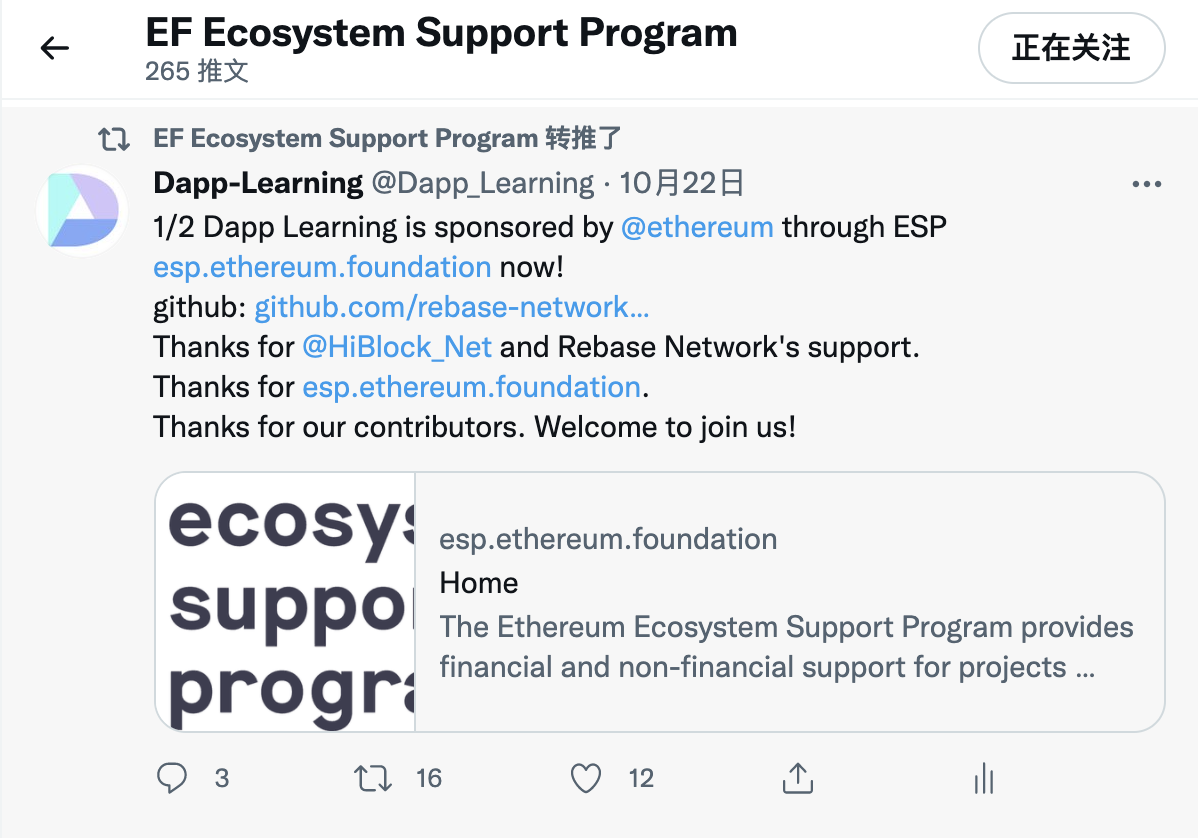 EF Ecosystem Support Program
265 推文
正在关注
EF Ecosystem Support Program 转推了
Dapp-Learning @Dapp_Learning · 10月22日
1/2 Dapp Learning is sponsored by @ethereum through ESP
esp.ethereum.foundation now!
github: github.com/rebase-network…
Thanks for @HiBlock_Net and Rebase Network's support.
Thanks for esp.ethereum.foundation.
Thanks for our contributors. Welcome to join us!
ecosys
suppo
progra
esp.ethereum.foundation
Home
The Ethereum Ecosystem Support Program provides
financial and non-financial support for projects ...
3 16 12